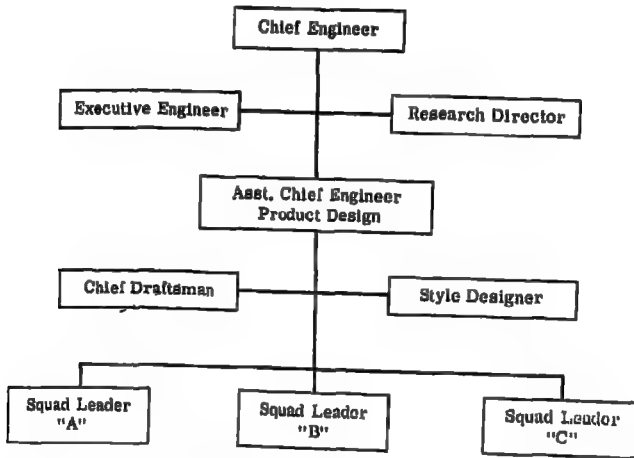 Chief Engineer
Executive Engineer
Research Director
Asst. Chief Engineer
Product Design
Chief Draftsman
Style Designer
Squad Leader
"A"
Squad Leader
"B"
Squad Leader
"C"